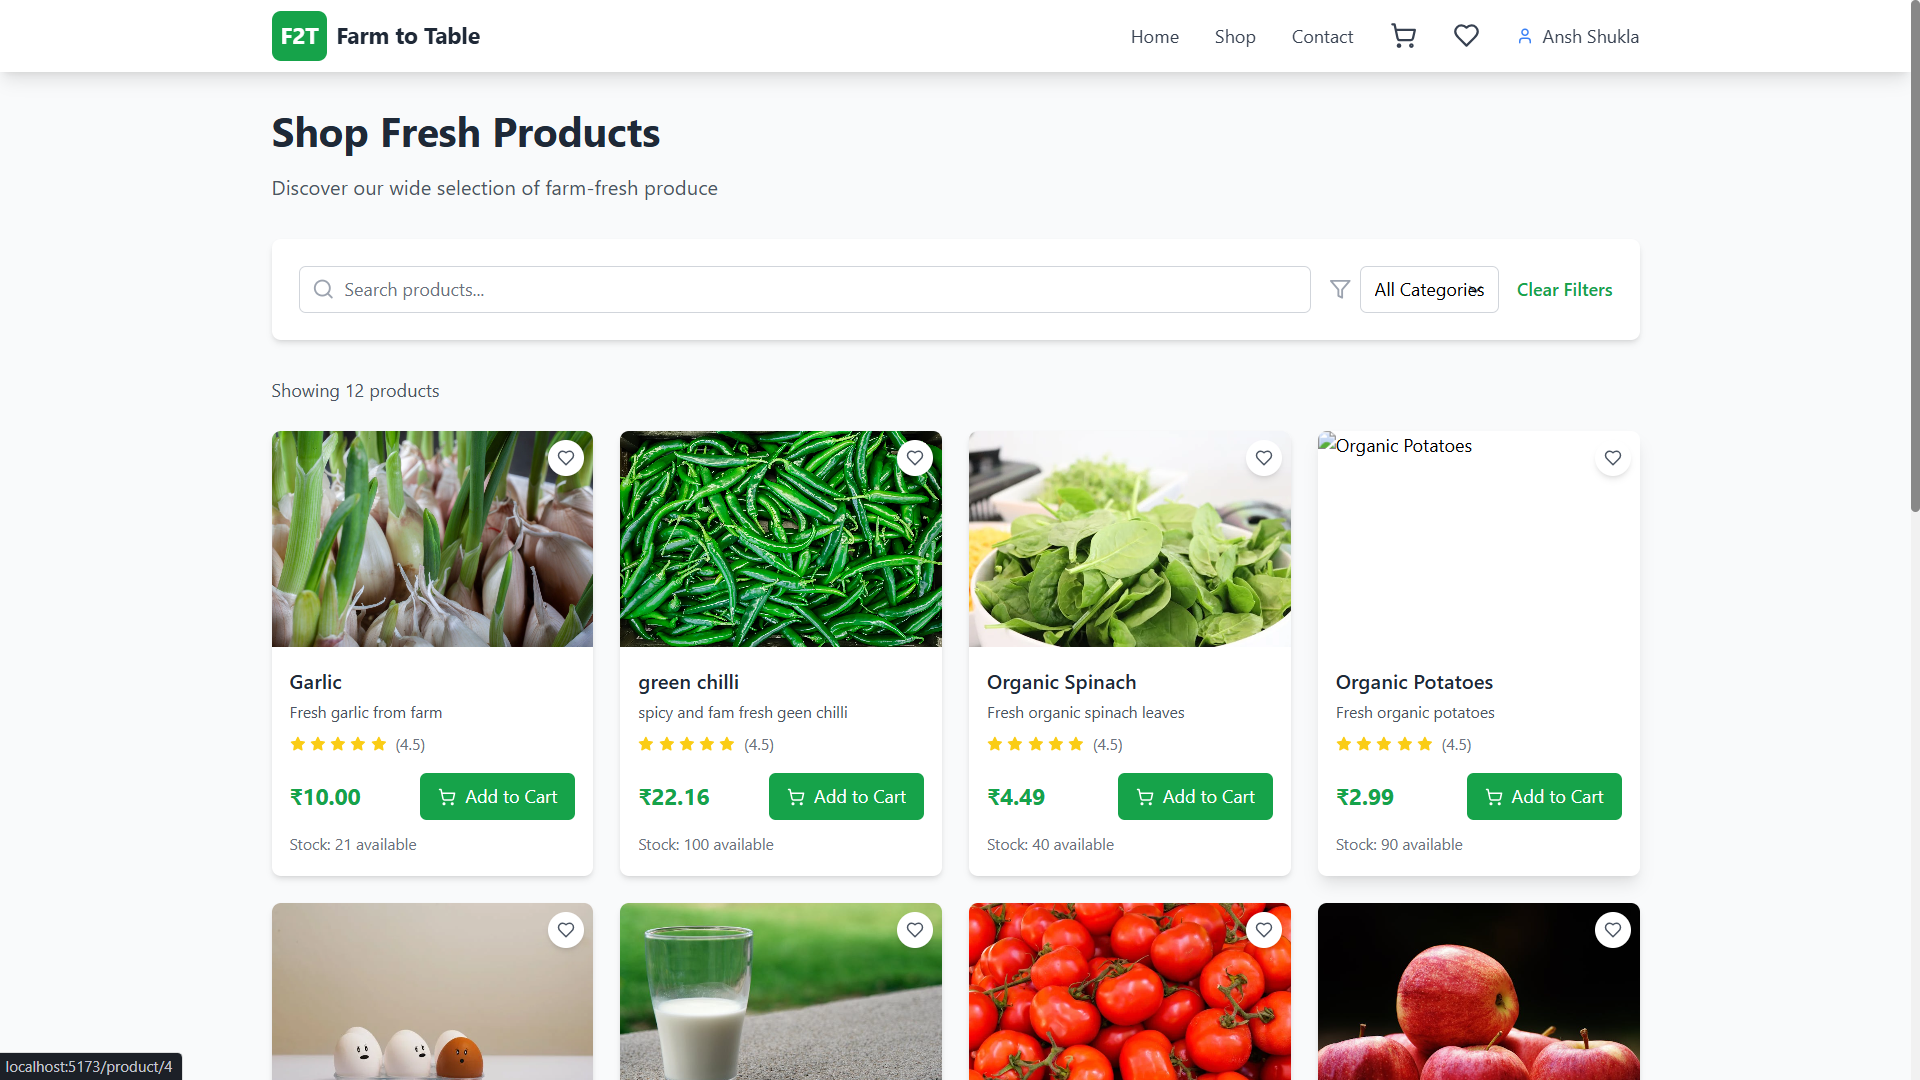 F2T Farm to Table
Home Shop Contact Ansh Shukla
Shop Fresh Products
Discover our wide selection of farm-fresh produce
Search products...
All Categories
Clear Filters
Showing 12 products
Organic Potatoes
Garlic
Fresh garlic from farm
(4.5)
₹10.00
Add to Cart
Stock: 21 available
green chilli
spicy and fam fresh geen chilli
(4.5)
₹22.16
Add to Cart
Stock: 100 available
Organic Spinach
Fresh organic spinach leaves
(4.5)
₹4.49
Add to Cart
Stock: 40 available
Organic Potatoes
Fresh organic potatoes
(4.5)
₹2.99
Add to Cart
Stock: 90 available
localhost:5173/product/4